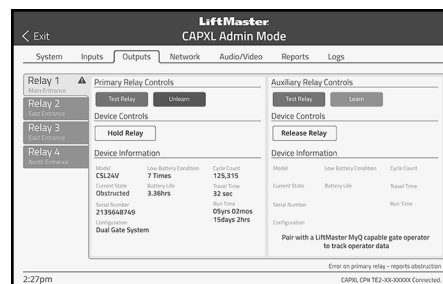 LiftMaster
< Exit
CAPXL Admin Mode
System Inputs Outputs Network Audio/Video Reports Logs
Relay 1
Main Entrance
Relay 2
East Entrance
Relay 3
East Entrance
Relay 4
North Entrance
Primary Relay Controls
Test Relay Unlearn
Device Controls
Hold Relay
Device Information
Model Low Battery Condition Cycle Count
CSL24V 7 Times 125,315
Current State Battery Life Travel Time
Obstructed 3.36hrs 32 sec
Serial Number Run Time
2135648749 05yrs 02mos
15days 2hrs
Configuration
Dual Gate System
Auxiliary Relay Controls
Test Relay Learn
Device Controls
Release Relay
Device Information
Model Low Battery Condition Cycle Count
Current State Battery Life Travel Time
Serial Number Run Time
Configuration
Pair with a LiftMaster MyQ capable gate operator
to track operator data
Error on primary relay - reports obstruction
2:27pm
CAPXL CP# TE2-XX-XXXXX Connected.